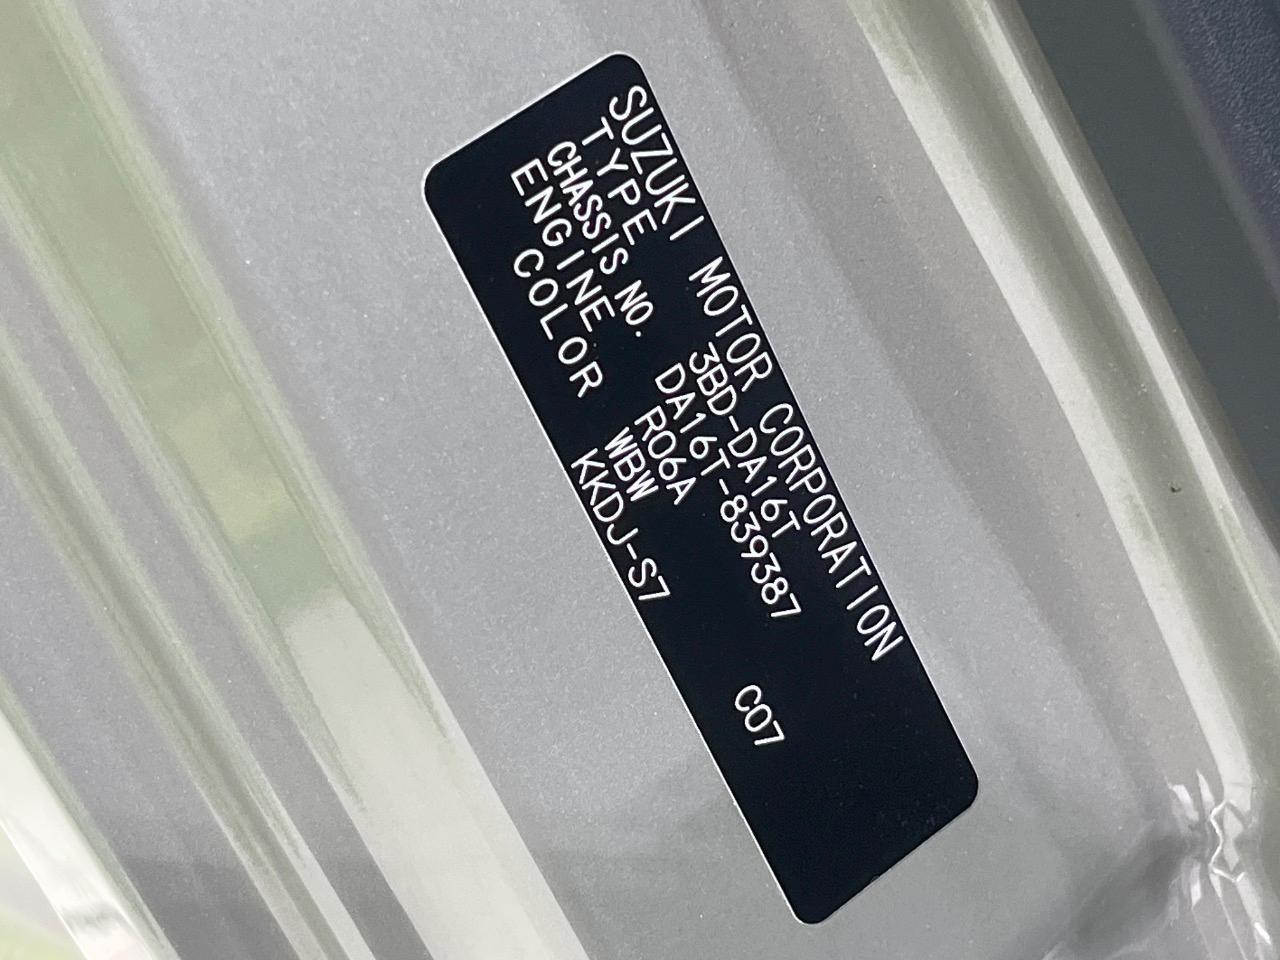 SUZUKI MOTOR CORPORATION
TYPE 3BD-DA16T
CHASSIS NO. DA16T-839387
ENGINE R06A
COLOR WBW C07
KKDJ-S7